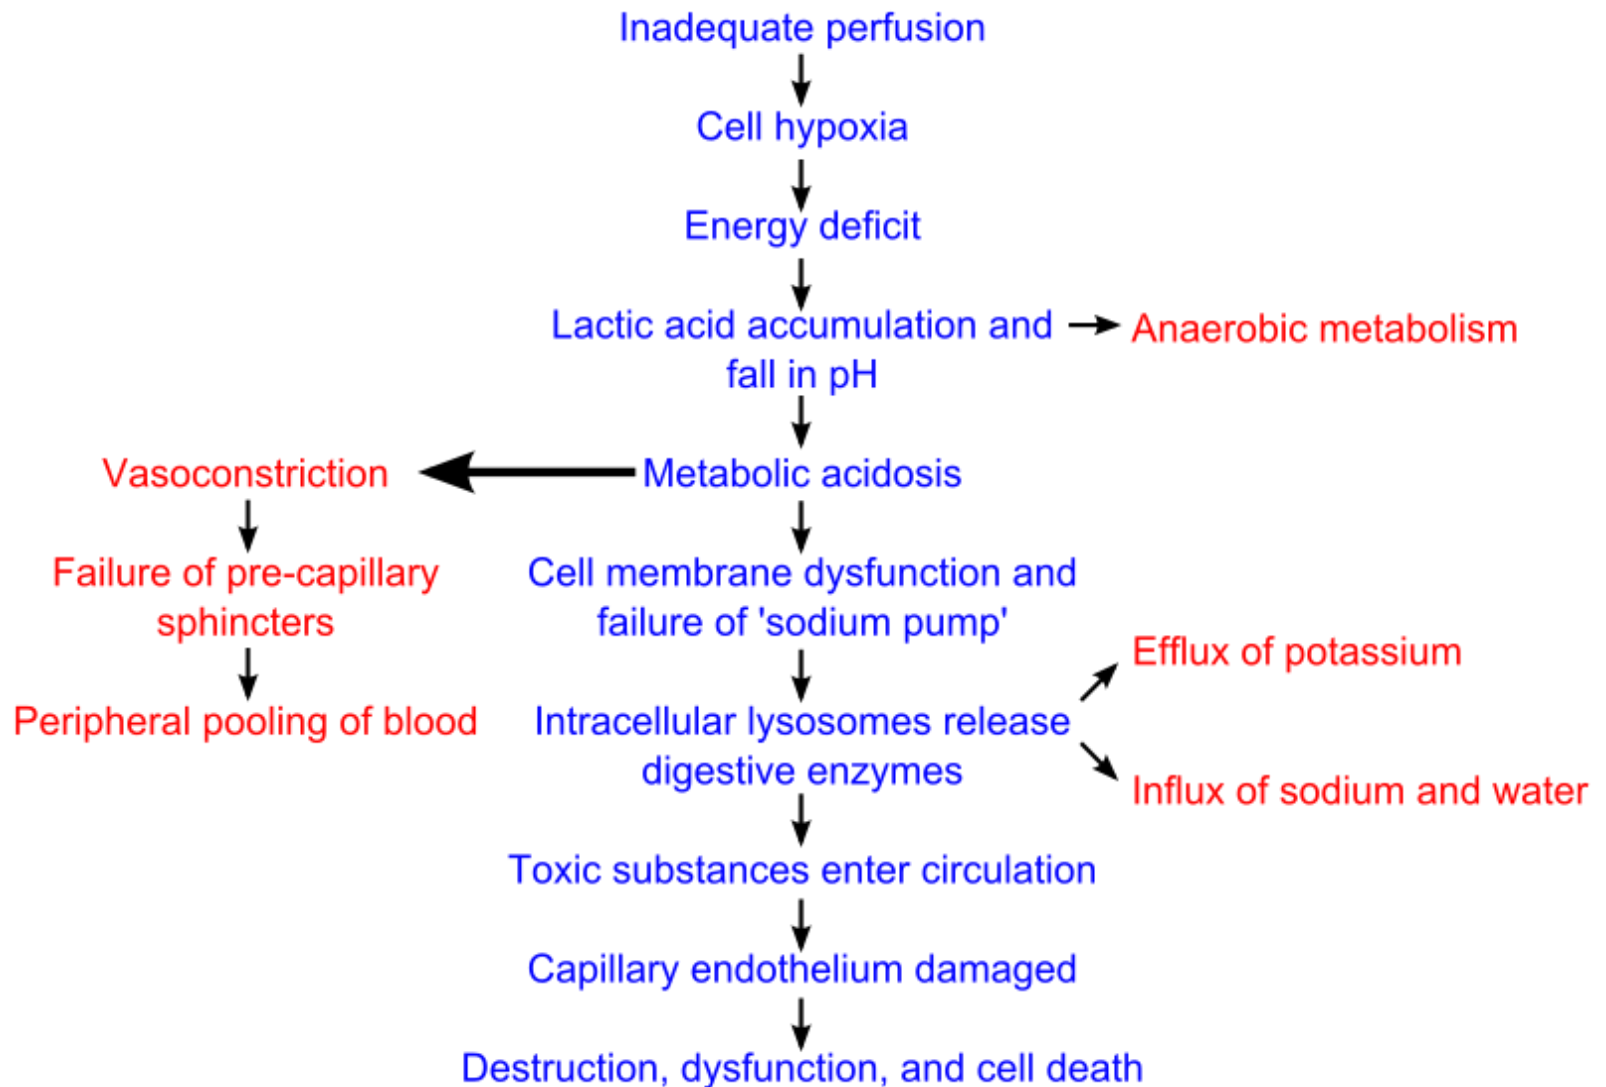 Inadequate perfusion
Cell hypoxia
Energy deficit
Lactic acid accumulation and
fall in pH
Anaerobic metabolism
Metabolic acidosis
Vasoconstriction
Failure of pre-capillary
sphincters
Peripheral pooling of blood
Cell membrane dysfunction and
failure of 'sodium pump'
Intracellular lysosomes release
digestive enzymes
Efflux of potassium
Influx of sodium and water
Toxic substances enter circulation
Capillary endothelium damaged
Destruction, dysfunction, and cell death